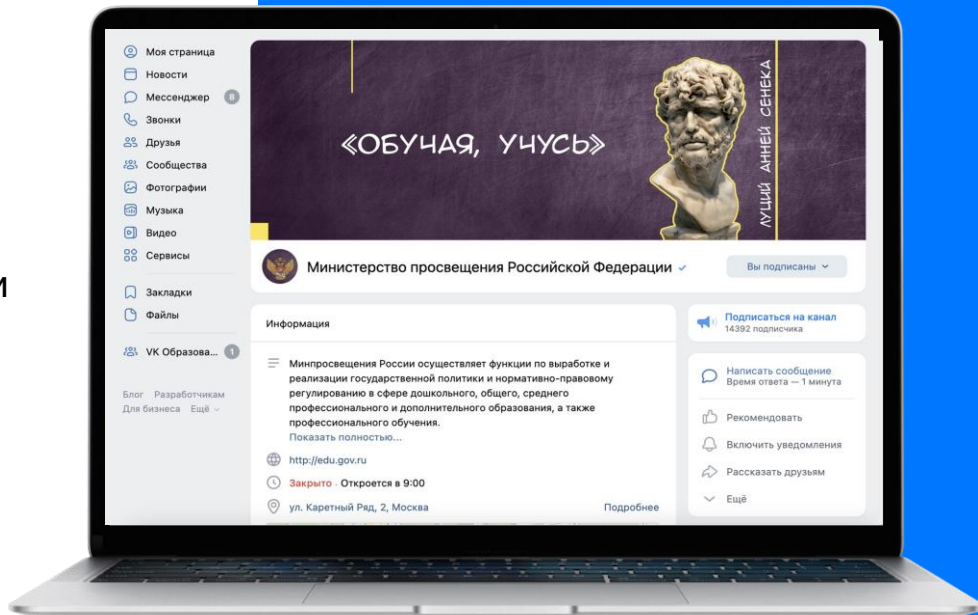 и
Моя страница
Новости
Мессенджер 8
Звонки
Друзья
Сообщества
Фотографии
Музыка
Видео
Сервисы
Закладки
Файлы
VK Образова... 1
Блог Разработчикам
Для бизнеса Ещё
«ОБУЧАЯ, УЧУСЬ»
ЛУЦИЙ АННЕЙ СЕНЕКА
Министерство просвещения Российской Федерации
Вы подписаны
Информация
Минпросвещения России осуществляет функции по выработке и
реализации государственной политики и нормативно-правовому
регулированию в сфере дошкольного, общего, среднего
профессионального и дополнительного образования, а также
профессионального обучения.
Показать полностью...
http://edu.gov.ru
Закрыто · Откроется в 9:00
ул. Каретный Ряд, 2, Москва Подробнее
Подписаться на канал
14392 подписчика
Написать сообщение
Время ответа — 1 минута
Рекомендовать
Включить уведомления
Рассказать друзьям
Ещё